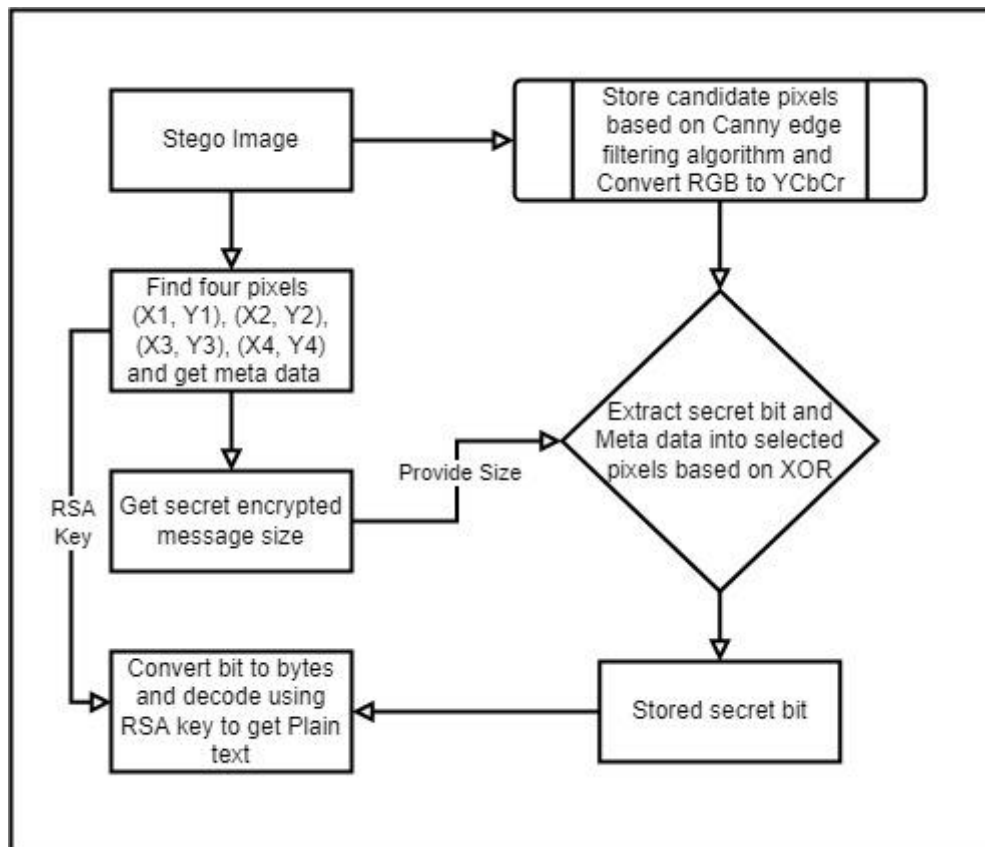 Stego Image
Store candidate pixels
based on Canny edge
filtering algorithm and
Convert RGB to YCbCr
Find four pixels
(X1, Y1), (X2, Y2),
(X3, Y3), (X4, Y4)
and get meta data
Extract secret bit and
Meta data into selected
pixels based on XOR
Provide Size
RSA
Key
Get secret encrypted
message size
Convert bit to bytes
and decode using
RSA key to get Plain
text
Stored secret bit